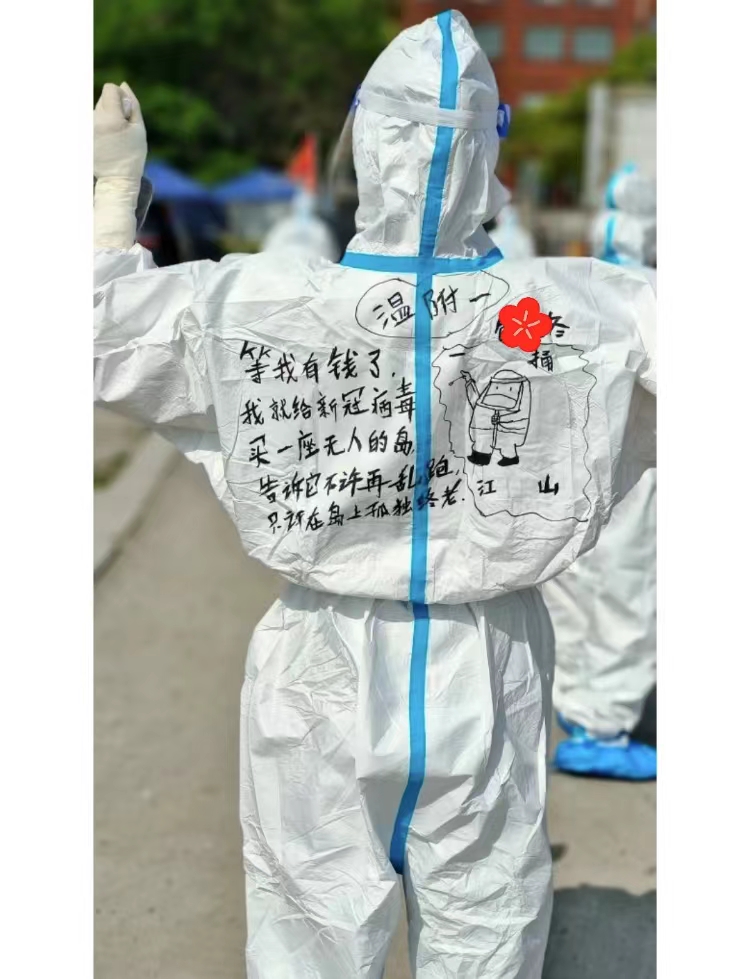 温附一
等我有钱了，
我就给新冠病毒
买一座无人的岛，
告诉它不许再乱跑，
只许在岛上孤独终老.
一 桶
江 山